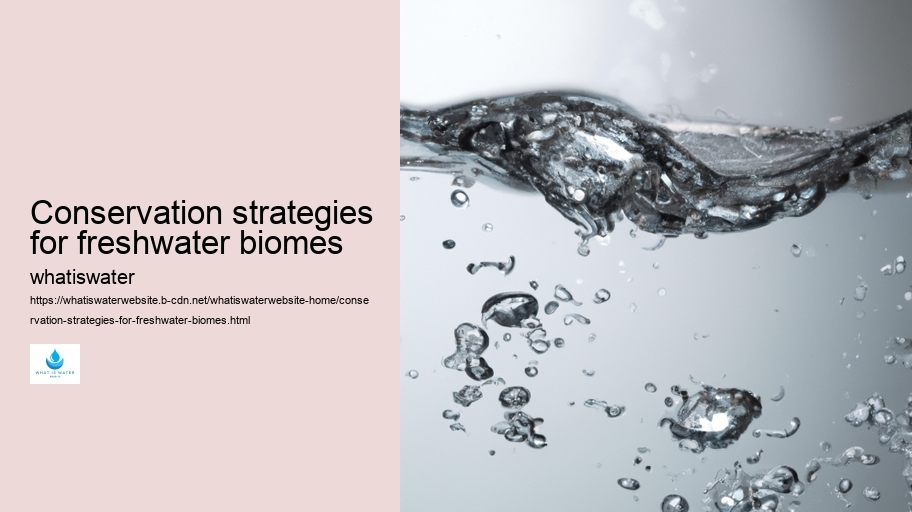 Conservation strategies
for freshwater biomes
whatiswater
https://whatiswaterwebsite.b-cdn.net/whatiswaterwebsite-home/conse
rvation-strategies-for-freshwater-biomes.html
WHAT IS WATER